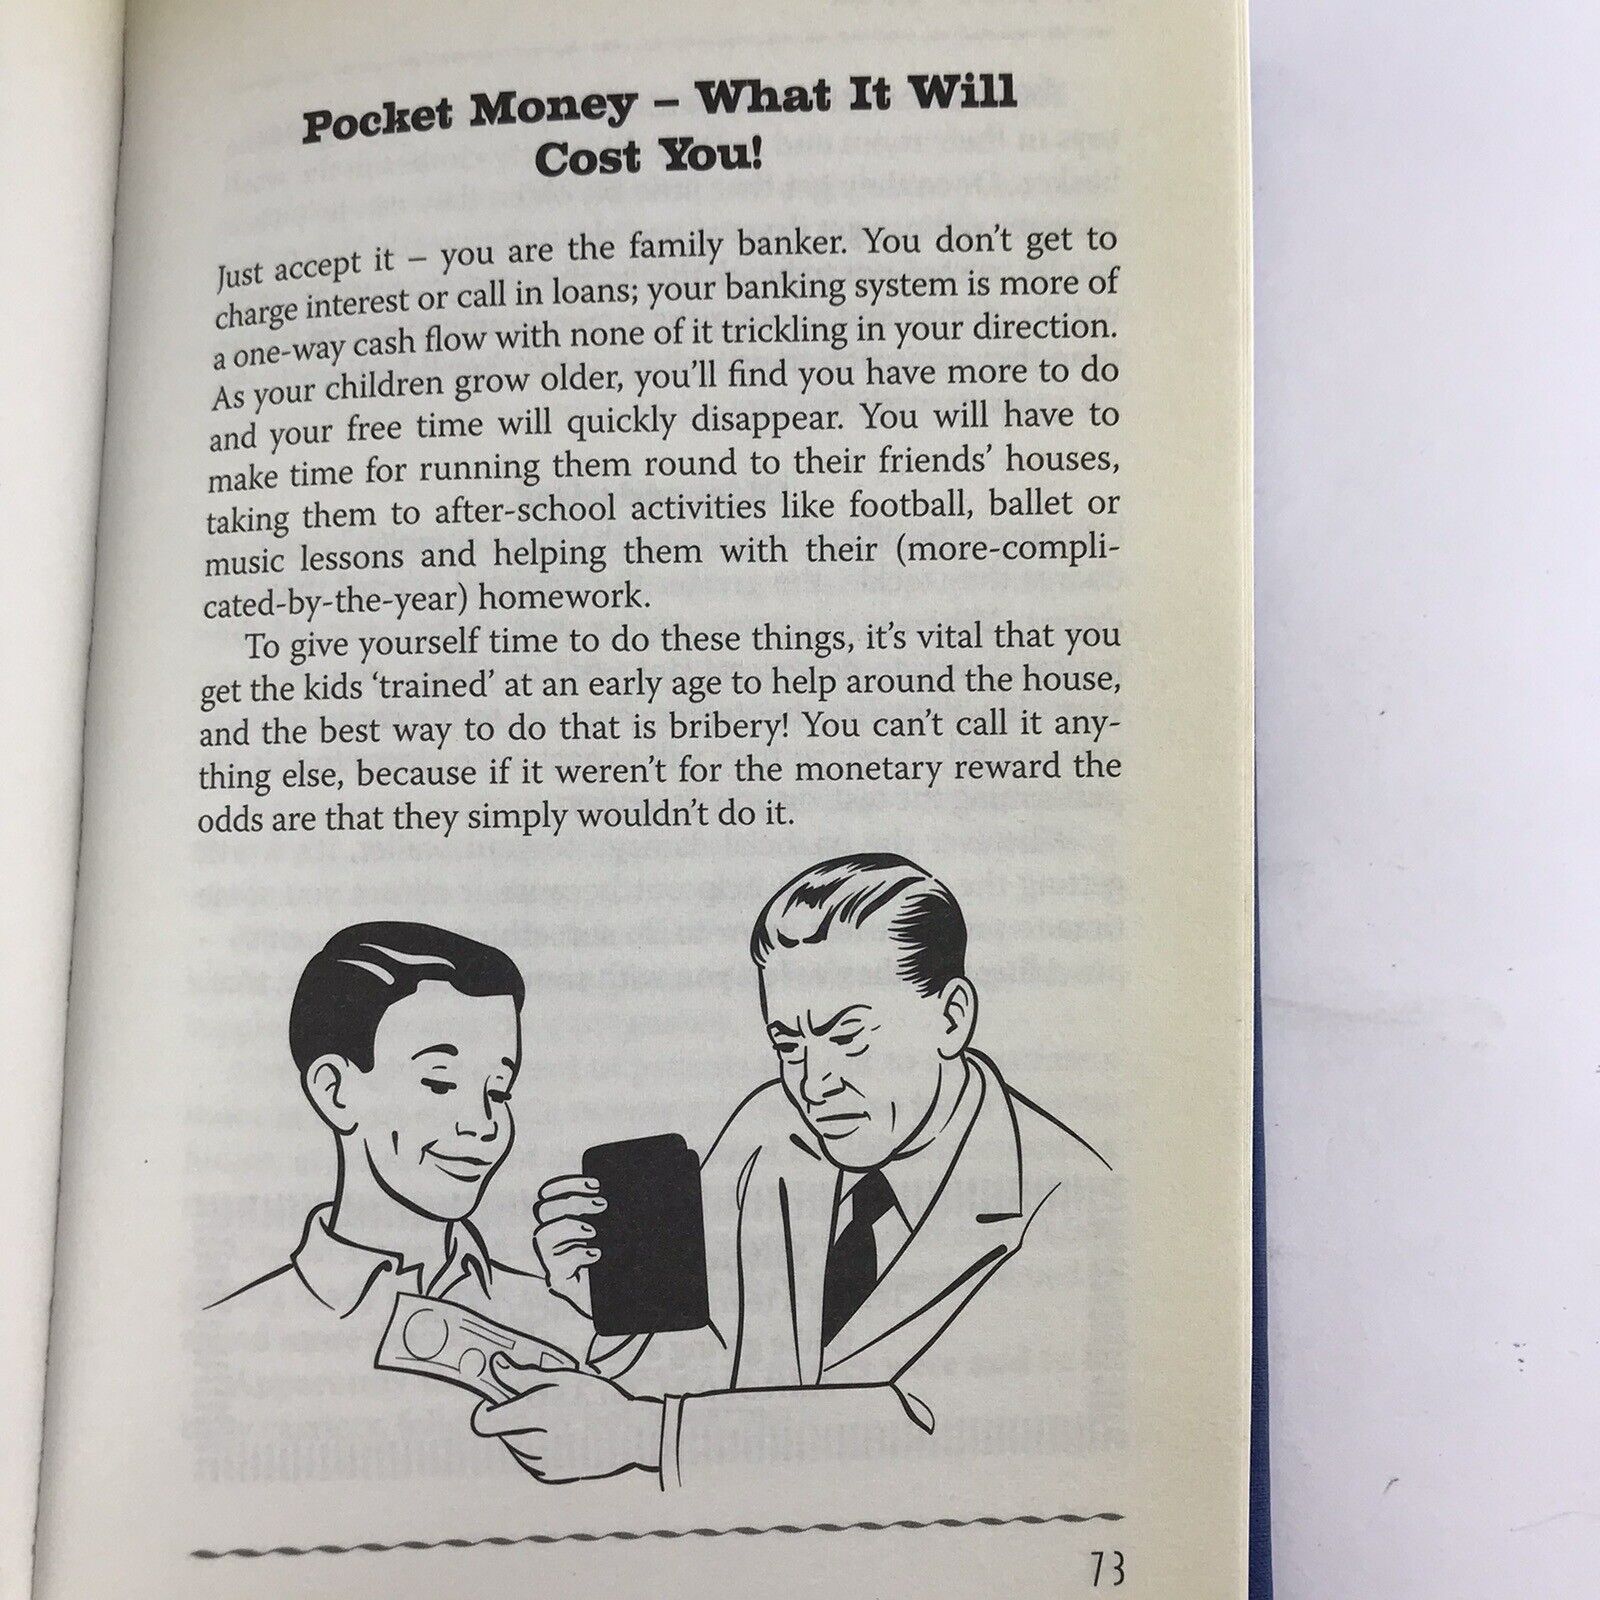 Pocket Money – What It Will
Cost You!
Just accept it – you are the family banker. You don't get to
charge interest or call in loans; your banking system is more of
a one-way cash flow with none of it trickling in your direction.
As your children grow older, you'll find you have more to do
and your free time will quickly disappear. You will have to
make time for running them round to their friends' houses,
taking them to after-school activities like football, ballet or
music lessons and helping them with their (more-compli-
cated-by-the-year) homework.
To give yourself time to do these things, it's vital that you
get the kids 'trained' at an early age to help around the house,
and the best way to do that is bribery! You can't call it any-
thing else, because if it weren't for the monetary reward the
odds are that they simply wouldn't do it.
73